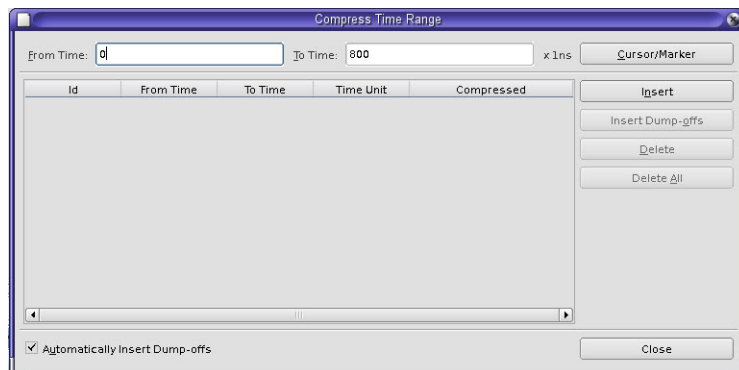 Compress Time Range
From Time: 0 To Time: 800 x 1ns Cursor/Marker
Id From Time To Time Time Unit Compressed
Insert
Insert Dump-offs
Delete
Delete All
Automatically Insert Dump-offs Close